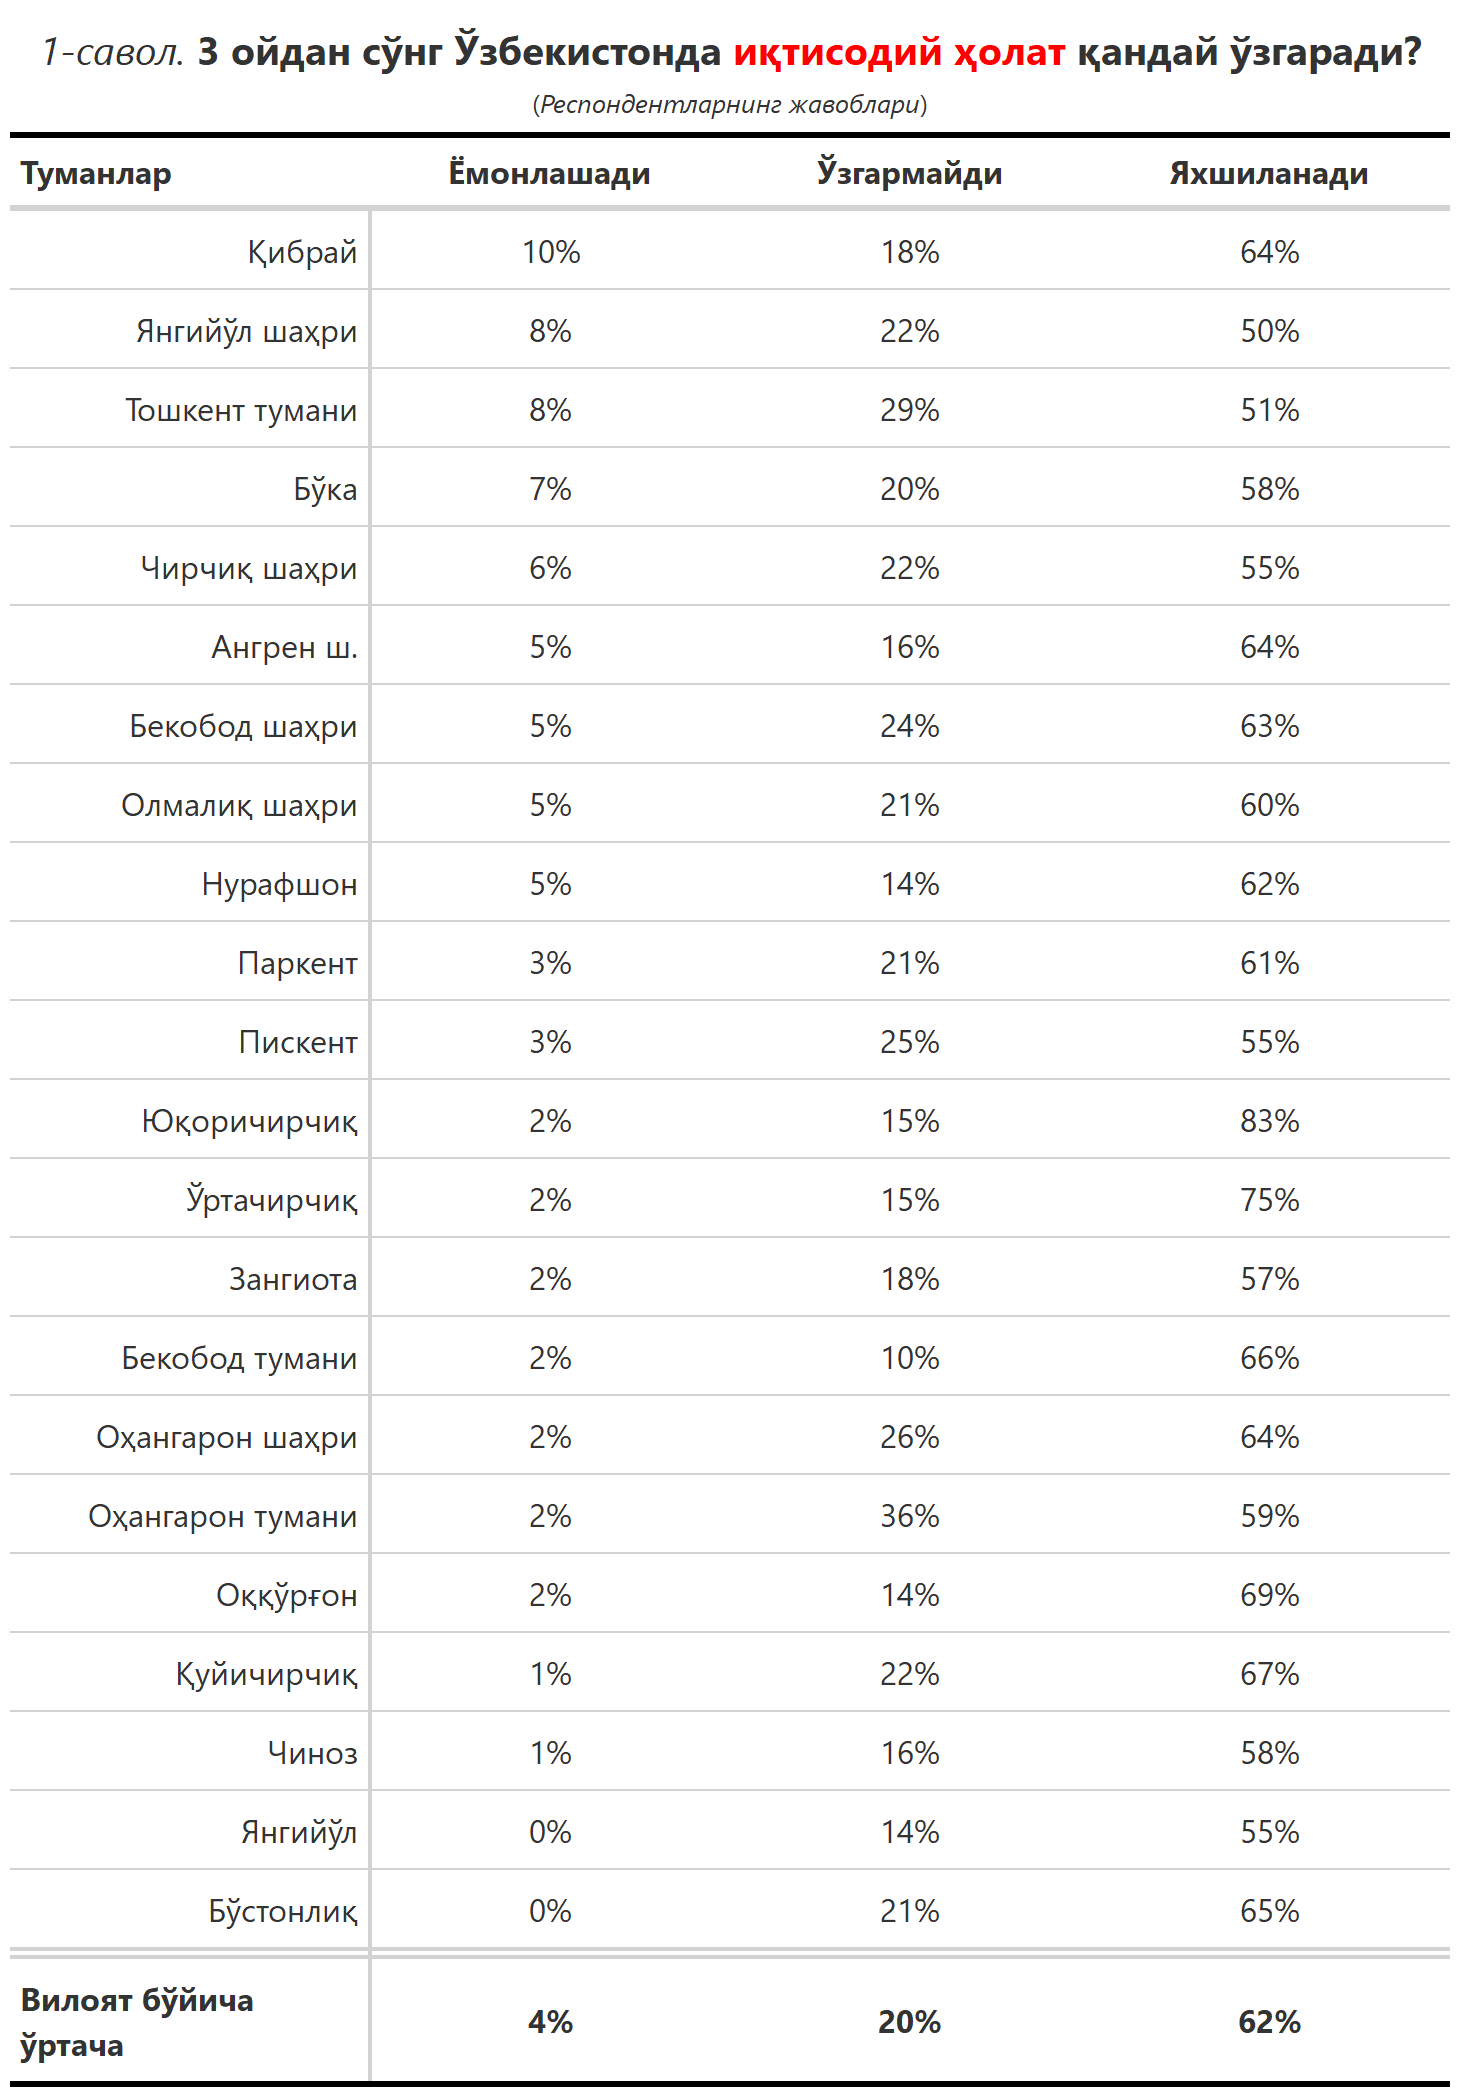 1-савол. 3 ойдан сўнг Ўзбекистонда иқтисодий ҳолат қандай ўзгаради?
(Респондентларнинг жавоблари)
Туманлар Ёмонлашади Ўзгармайди Яхшиланади
Қибрай 10% 18% 64%
Янгийўл шаҳри 8% 22% 50%
Тошкент тумани 8% 29% 51%
Бўка 7% 20% 58%
Чирчиқ шаҳри 6% 22% 55%
Ангрен ш. 5% 16% 64%
Бекобод шаҳри 5% 24% 63%
Олмалиқ шаҳри 5% 21% 60%
Нурафшон 5% 14% 62%
Паркент 3% 21% 61%
Пискент 3% 25% 55%
Юқоричирчиқ 2% 15% 83%
Ўртачирчиқ 2% 15% 75%
Зангиота 2% 18% 57%
Бекобод тумани 2% 10% 66%
Оҳангарон шаҳри 2% 26% 64%
Оҳангарон тумани 2% 36% 59%
Оққўрғон 2% 14% 69%
Қуйичирчиқ 1% 22% 67%
Чиноз 1% 16% 58%
Янгийўл 0% 14% 55%
Бўстонлиқ 0% 21% 65%
Вилоят бўйича
ўртача 4% 20% 62%